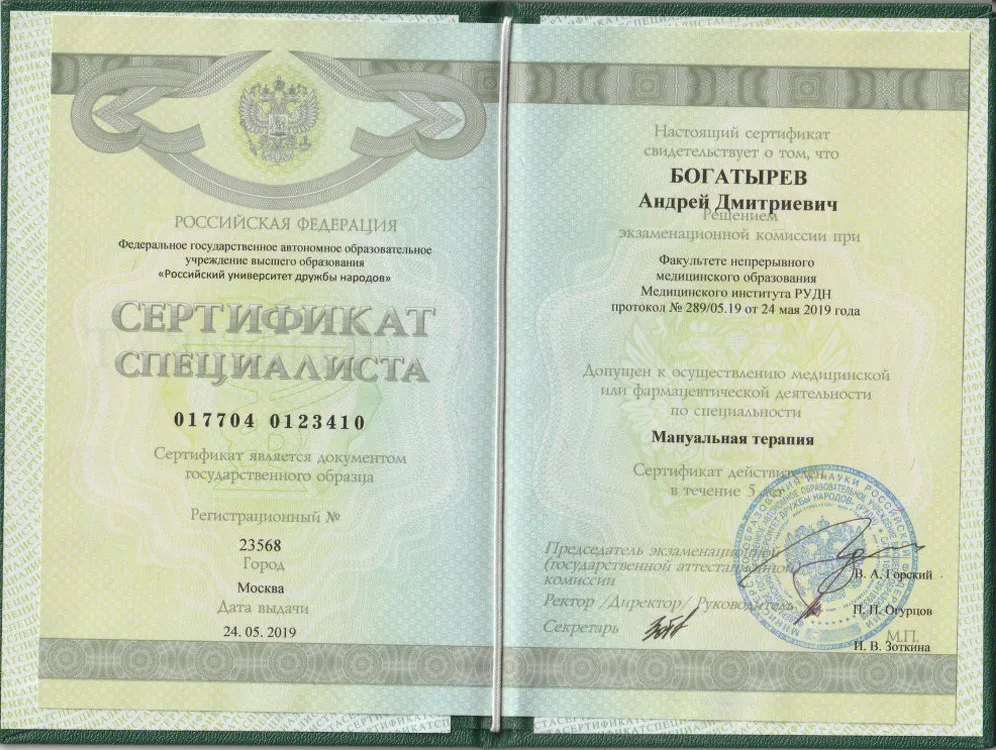 РОССИЙСКАЯ ФЕДЕРАЦИЯ
Федеральное государственное автономное образовательное
учреждение высшего образования
«Российский университет дружбы народов»
СЕРТИФИКАТ
СПЕЦИАЛИСТА
017704 0123410
Сертификат является документом
государственного образца
Регистрационный №
23568
Город
Москва
Дата выдачи
24. 05. 2019
Настоящий сертификат
свидетельствует о том, что
БОГАТЫРЕВ
Андрей Дмитриевич
Решением
экзаменационной комиссии при
Факультете непрерывного
медицинского образования
Медицинского института РУДН
протокол № 289/05.19 от 24 мая 2019 года
Допущен к осуществлению медицинской
или фармацевтической деятельности
по специальности
Мануальная терапия
Сертификат действителен
в течение 5 лет
Председатель экзаменационной
(государственной аттестационной)
комиссии
В. А. Горский
Ректор /Директор/ Руководитель
П. П. Огурцов
Секретарь
М.П.
И. В. Зоткина